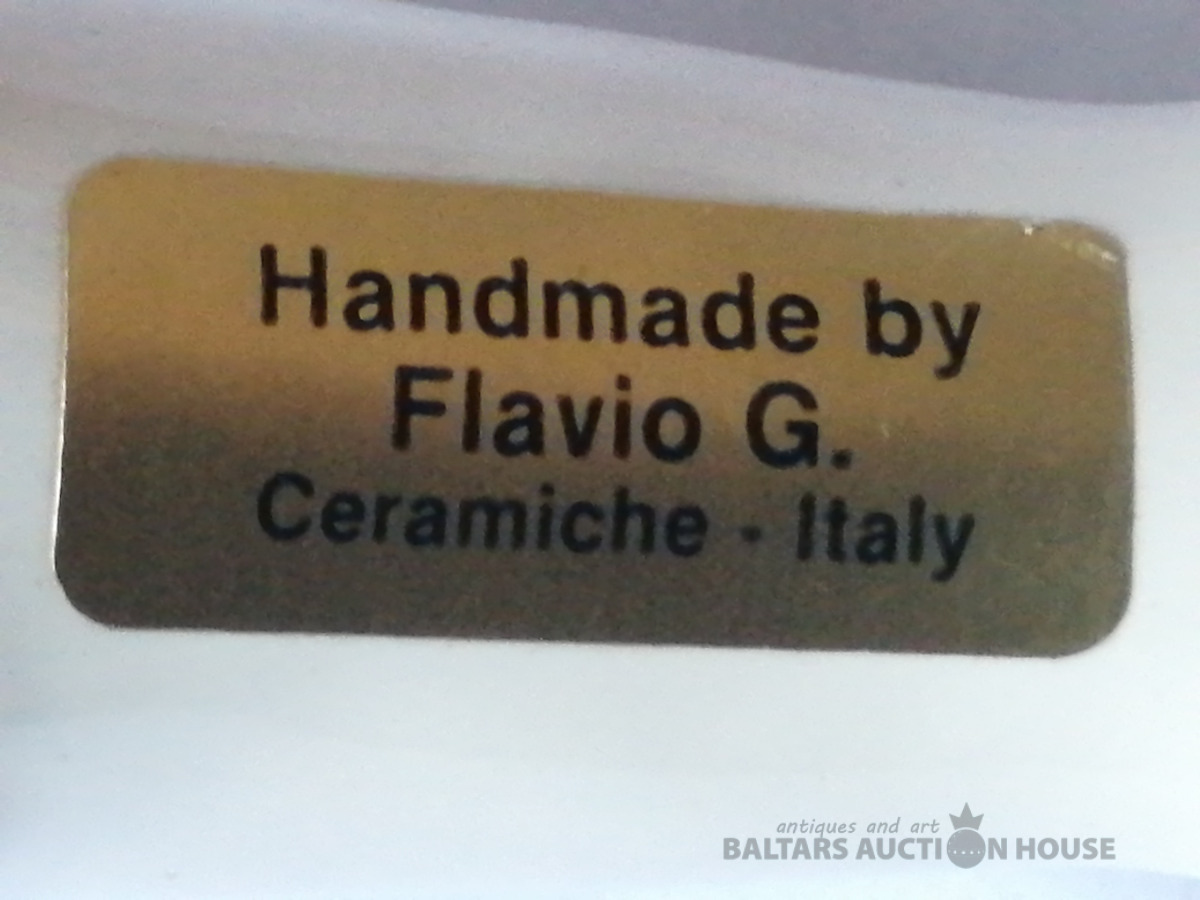 Handmade by
Flavio G.
Ceramiche - Italy
antiques and art
BALTARS AUCTION HOUSE